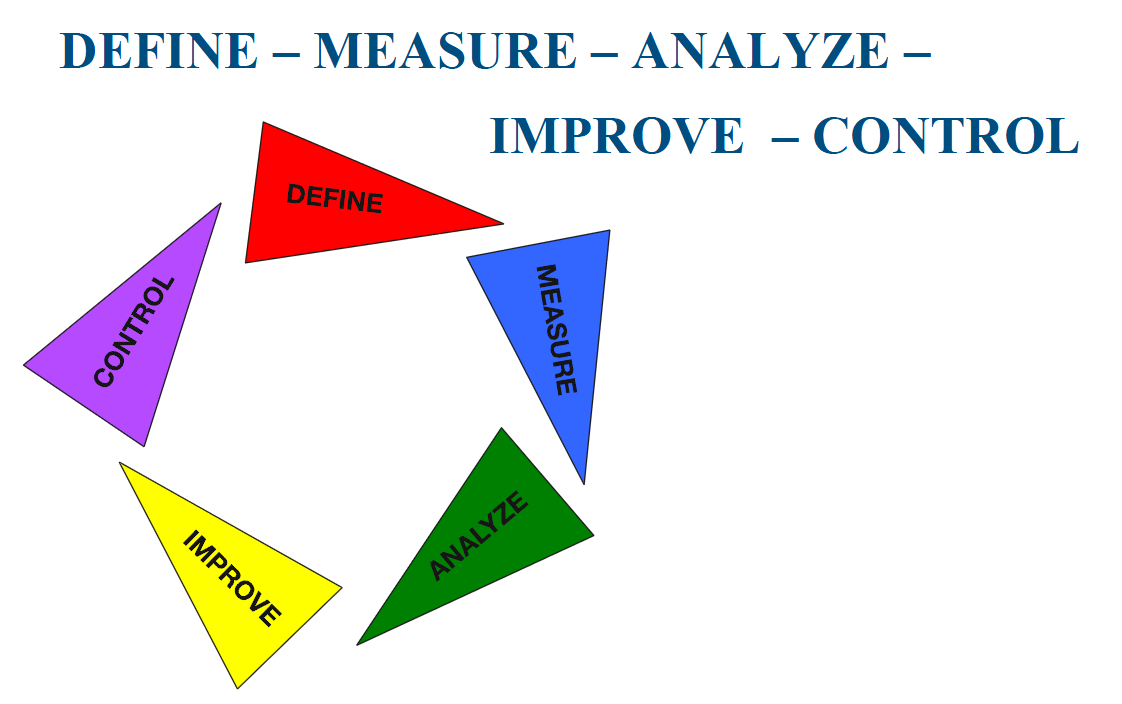 DEFINE – MEASURE – ANALYZE –
IMPROVE – CONTROL
DEFINE
MEASURE
ANALYZE
IMPROVE
CONTROL